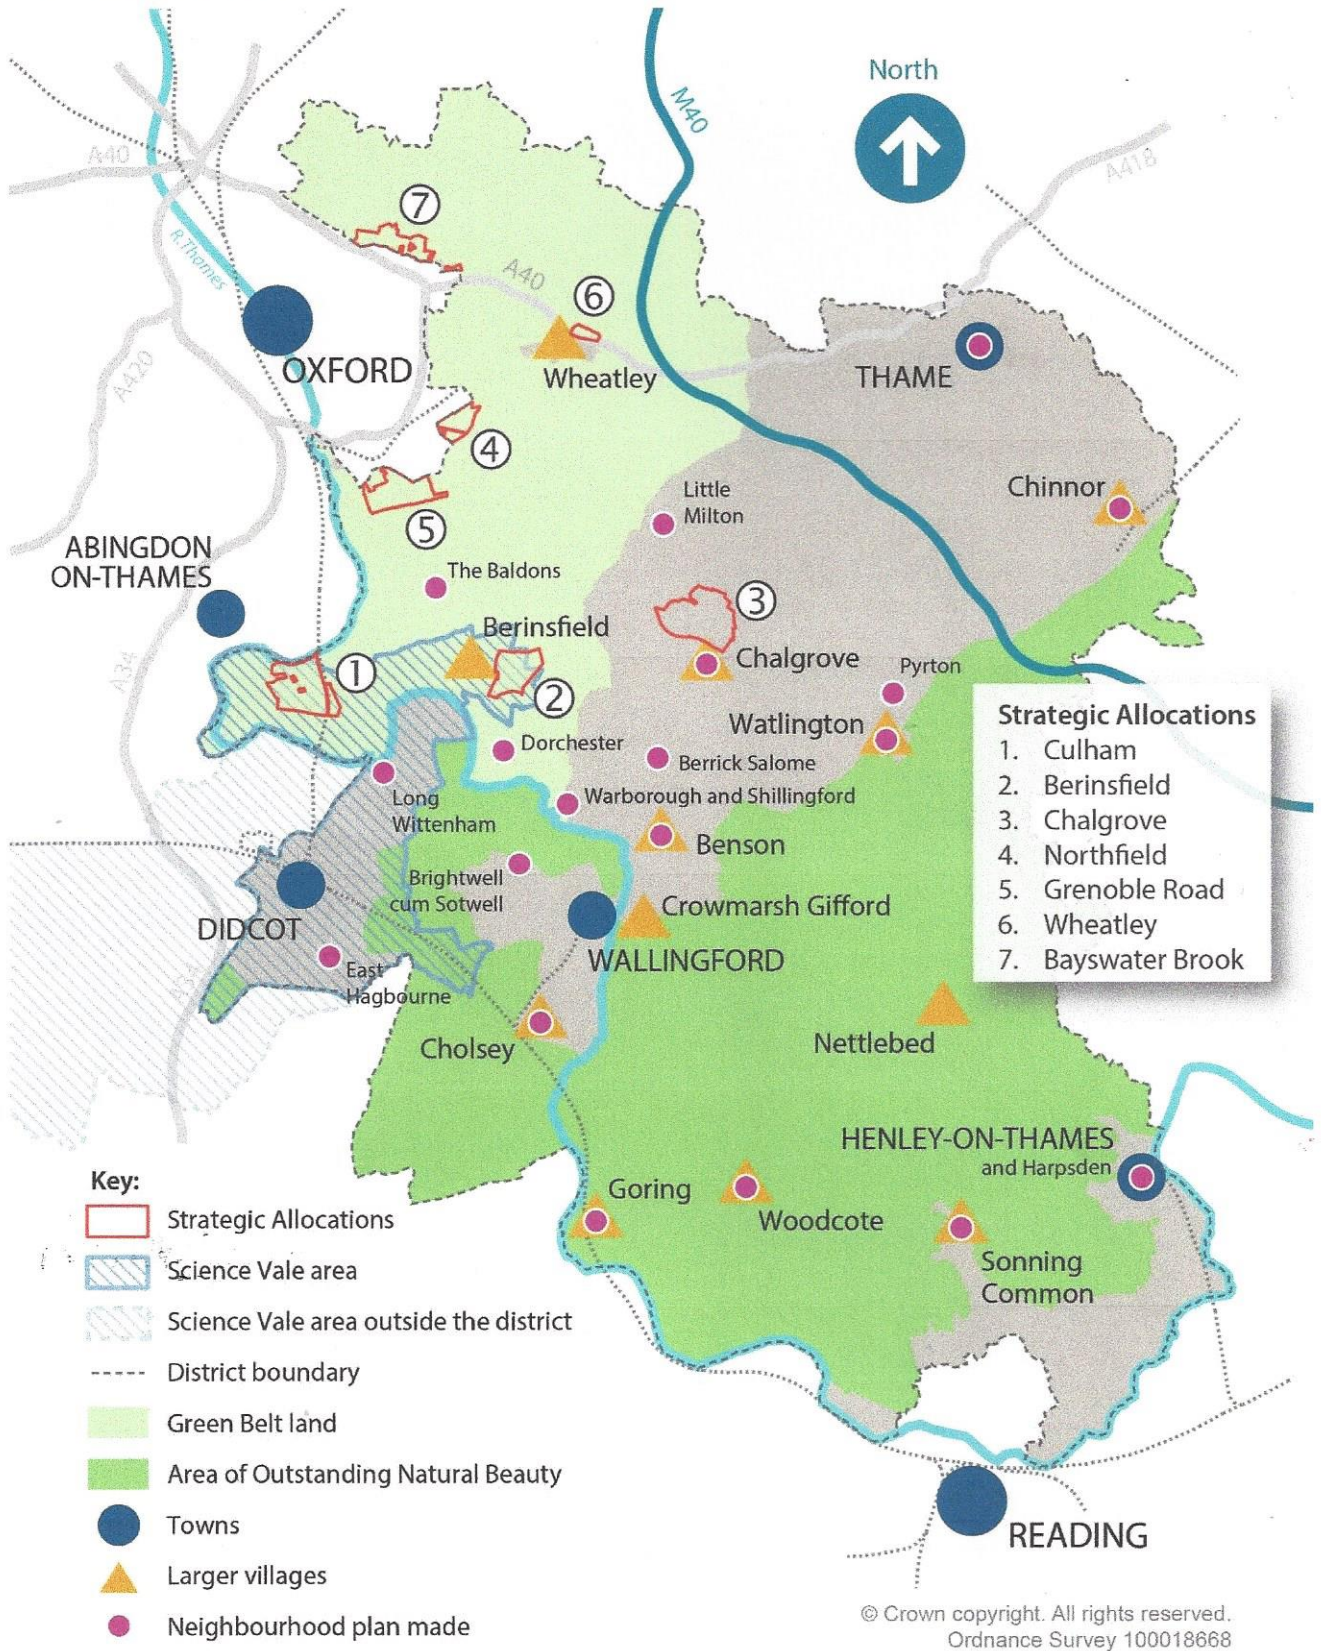 North
M40
A40
A418
R.Thames
7
A40
6
OXFORD
Wheatley
THAME
A420
4
Chinnor
Little
Milton
5
ABINGDON
ON-THAMES
The Baldons
3
Berinsfield
Chalgrove
Pyrton
A34
1
2
Watlington
Dorchester
Berrick Salome
Long
Wittenham
Warborough and Shillingford
Benson
Brightwell
cum Sotwell
Crowmarsh Gifford
DIDCOT
WALLINGFORD
East
Hagbourne
A34
Cholsey
Nettlebed
HENLEY-ON-THAMES
and Harpsden
Goring
Woodcote
Sonning
Common
READING
Strategic Allocations
1. Culham
2. Berinsfield
3. Chalgrove
4. Northfield
5. Grenoble Road
6. Wheatley
7. Bayswater Brook
Key:
Strategic Allocations
Science Vale area
Science Vale area outside the district
District boundary
Green Belt land
Area of Outstanding Natural Beauty
Towns
Larger villages
Neighbourhood plan made
© Crown copyright. All rights reserved.
Ordnance Survey 100018668